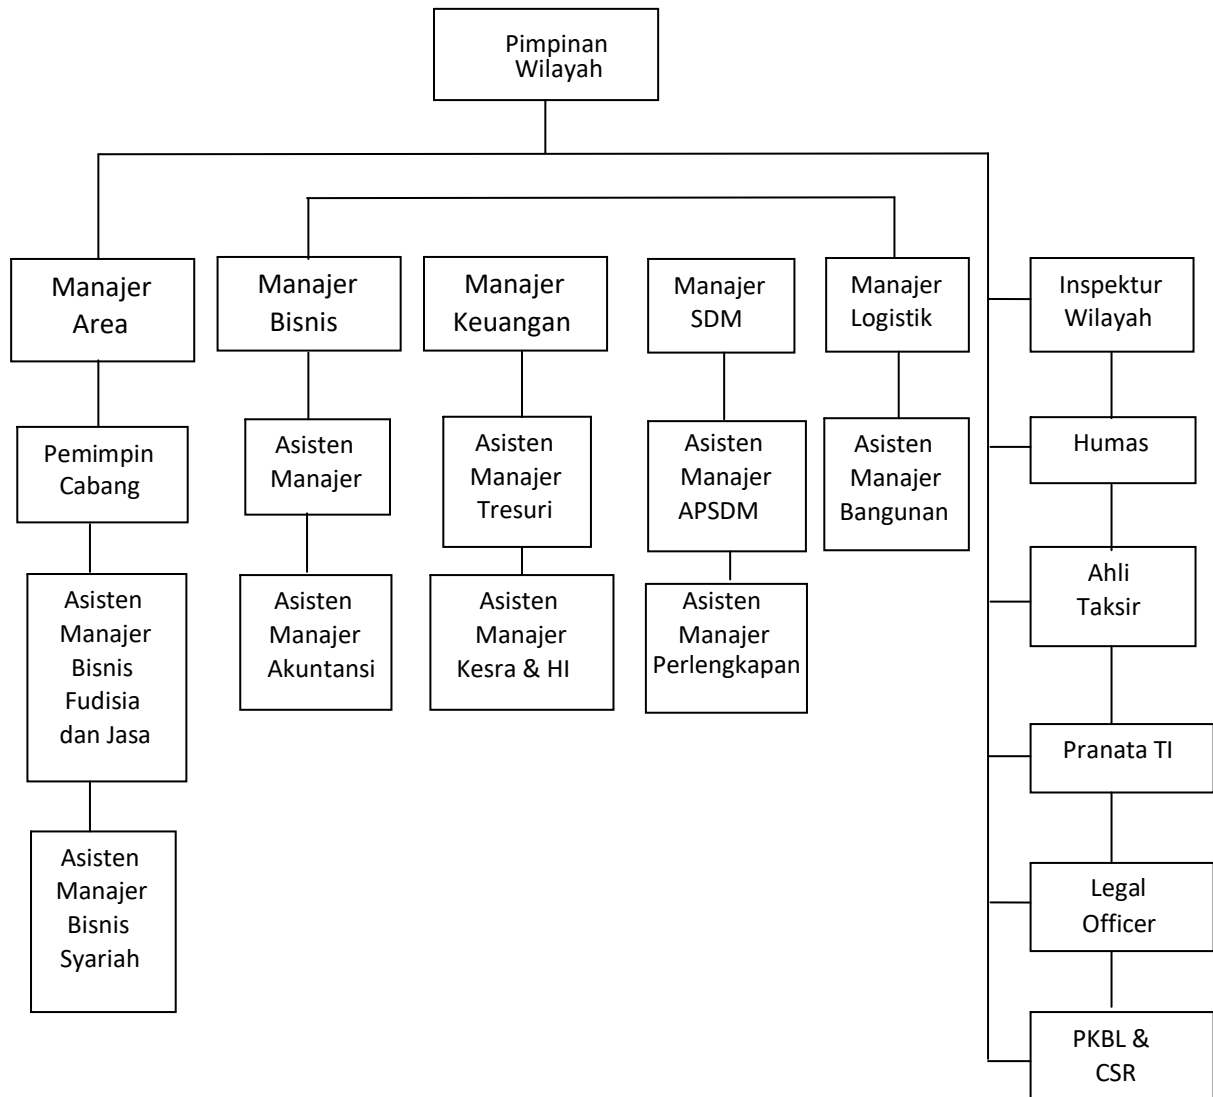 Pimpinan
Wilayah
Manajer
Area
Manajer
Bisnis
Manajer
Keuangan
Manajer
SDM
Manajer
Logistik
Inspektur
Wilayah
Pemimpin
Cabang
Asisten
Manajer
Asisten
Manajer
Tresuri
Asisten
Manajer
APSDM
Asisten
Manajer
Bangunan
Humas
Asisten
Manajer
Bisnis
Fudisia
dan Jasa
Asisten
Manajer
Akuntansi
Asisten
Manajer
Kesra & HI
Asisten
Manajer
Perlengkapan
Ahli
Taksir
Pranata TI
Asisten
Manajer
Bisnis
Syariah
Legal
Officer
PKBL &
CSR